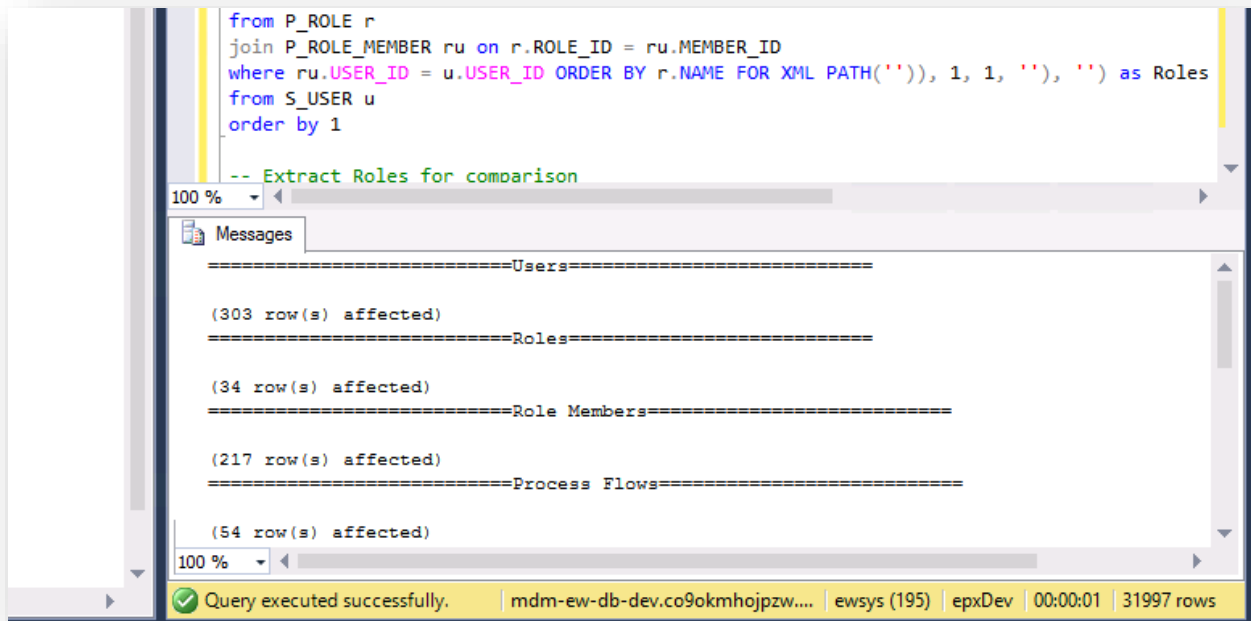 from P_ROLE r
join P_ROLE_MEMBER ru on r.ROLE_ID = ru.MEMBER_ID
where ru.USER_ID = u.USER_ID ORDER BY r.NAME FOR XML PATH('')), 1, 1, ''), '') as Roles
from S_USER u
order by 1
-- Extract Roles for comparison
100 %
Messages
===========================Users===========================
(303 row(s) affected)
===========================Roles===========================
(34 row(s) affected)
===========================Role Members===========================
(217 row(s) affected)
===========================Process Flows===========================
(54 row(s) affected)
100 %
Query executed successfully. mdm-ew-db-dev.co9okmhojpzw.... ewsys (195) epxDev 00:00:01 31997 rows